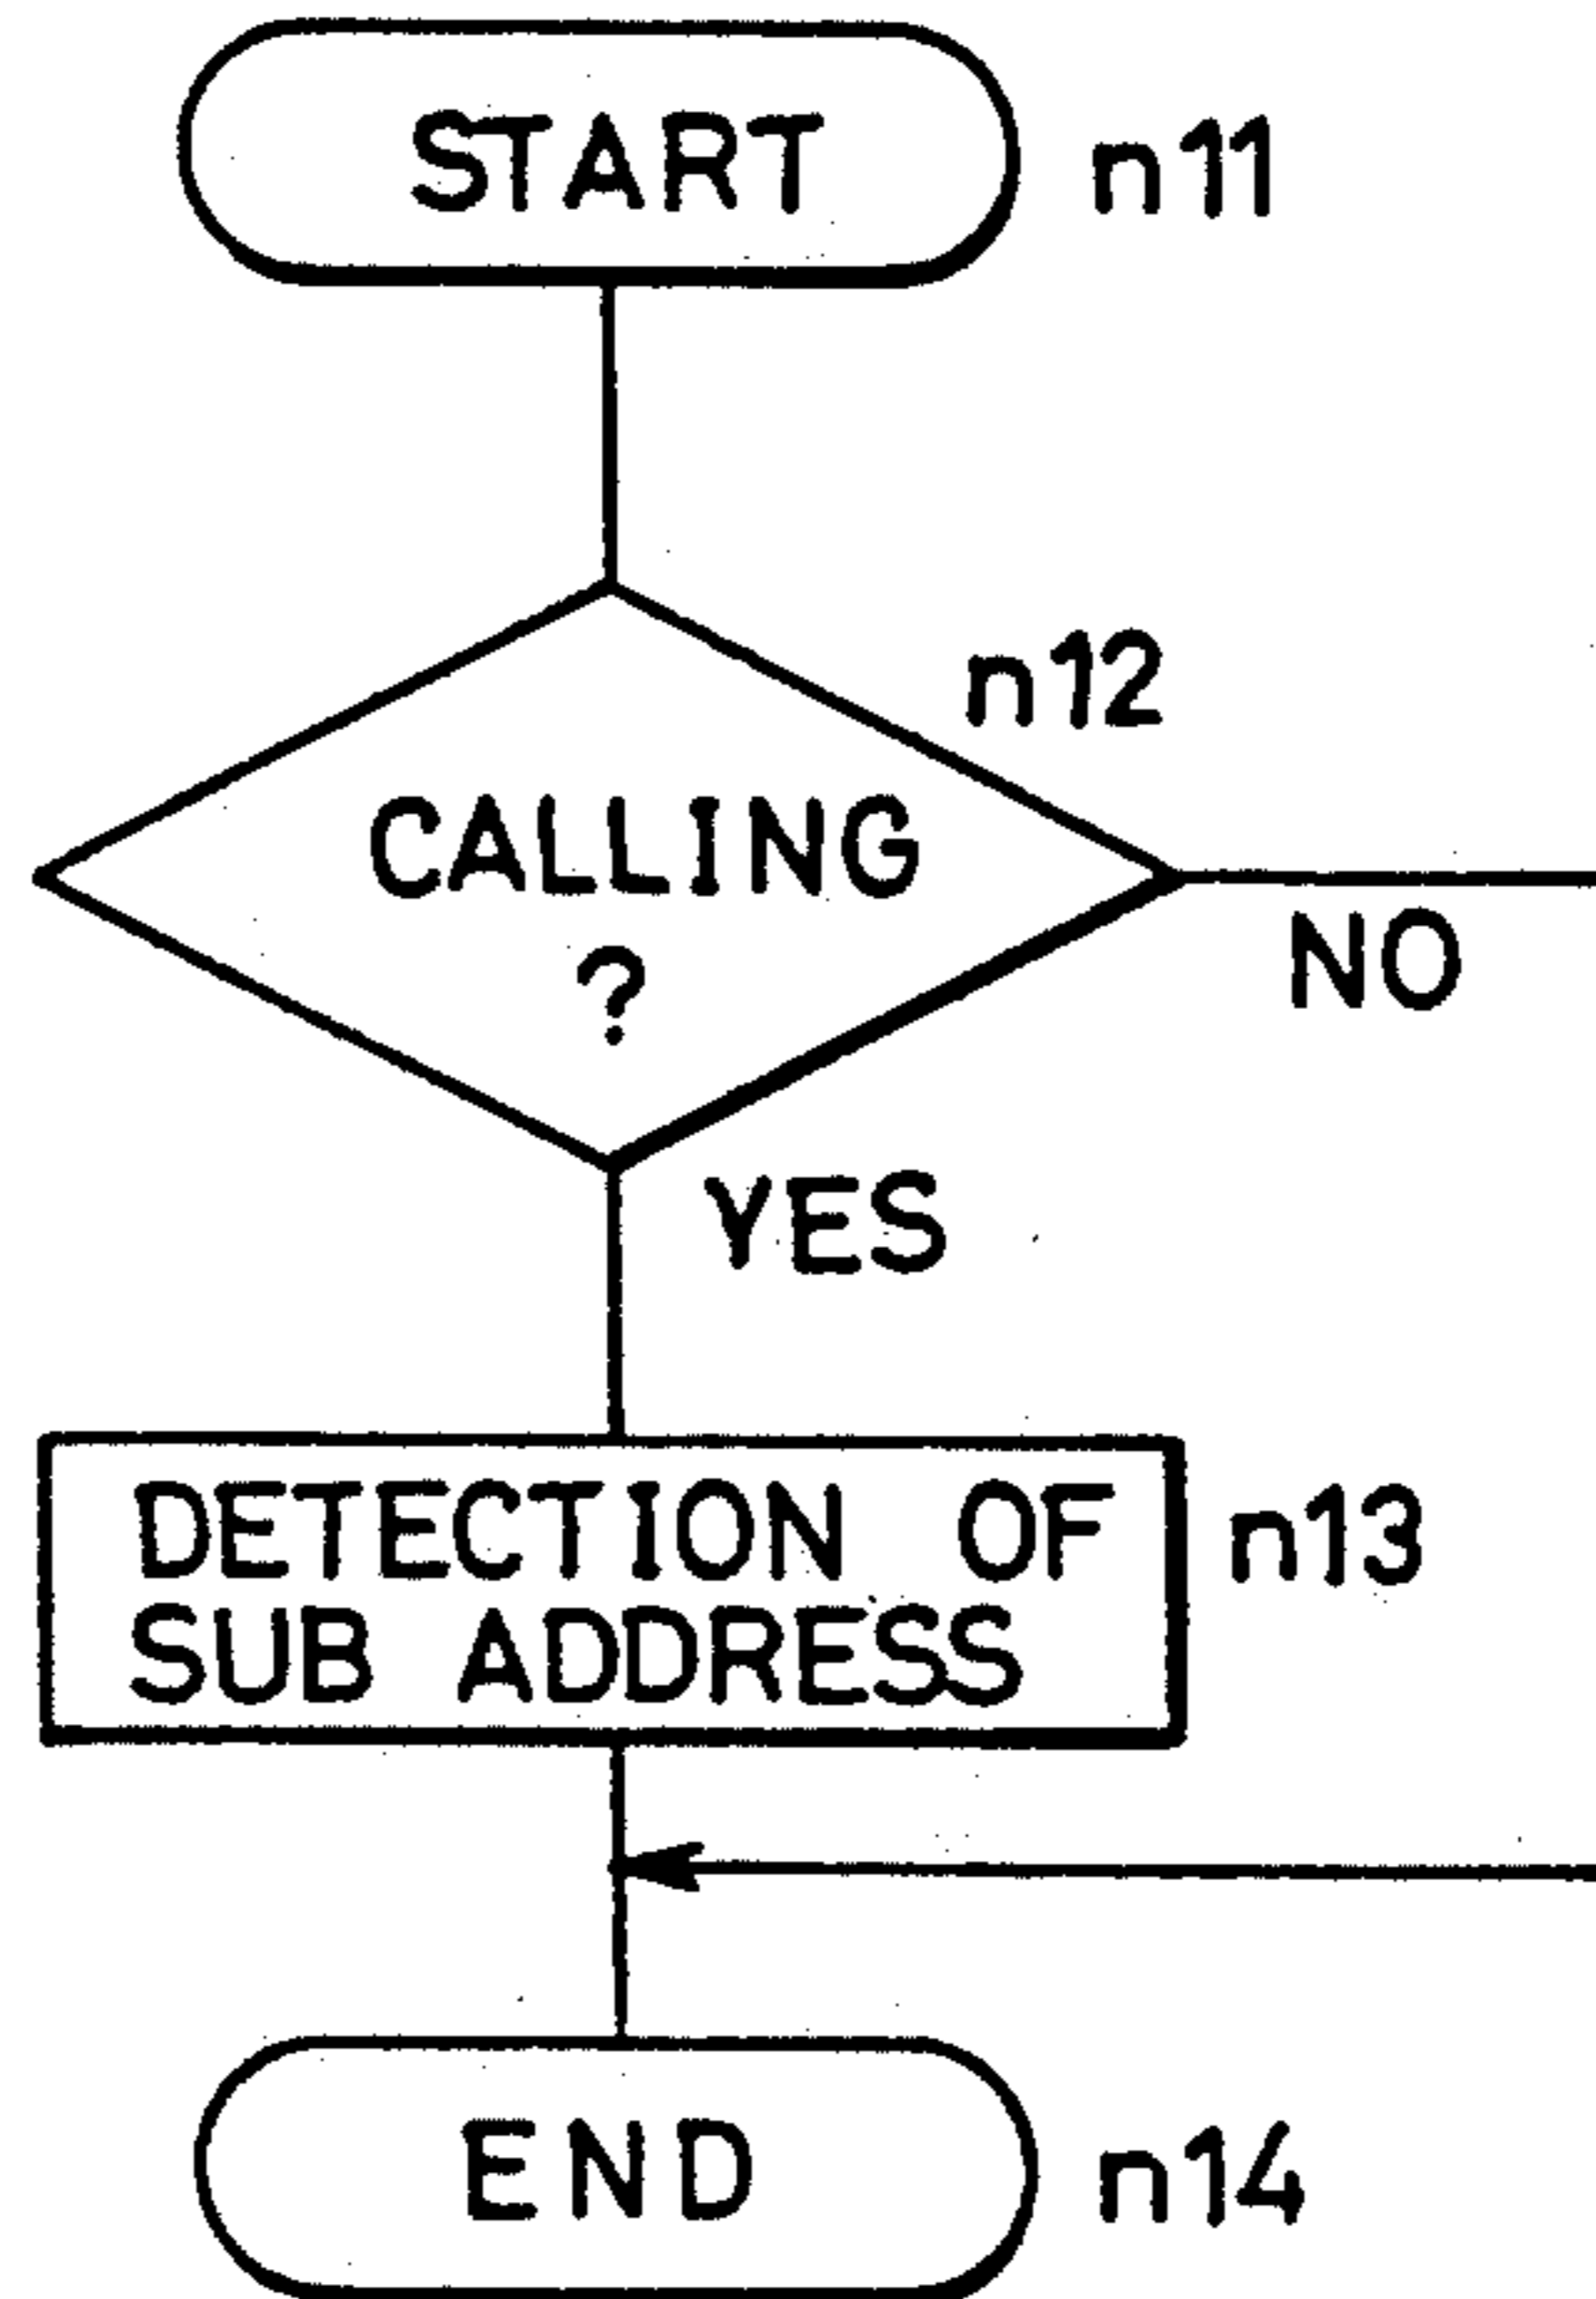 START n11
n12
CALLING
?
NO
YES
DETECTION OF
SUB ADDRESS
n13
END n14